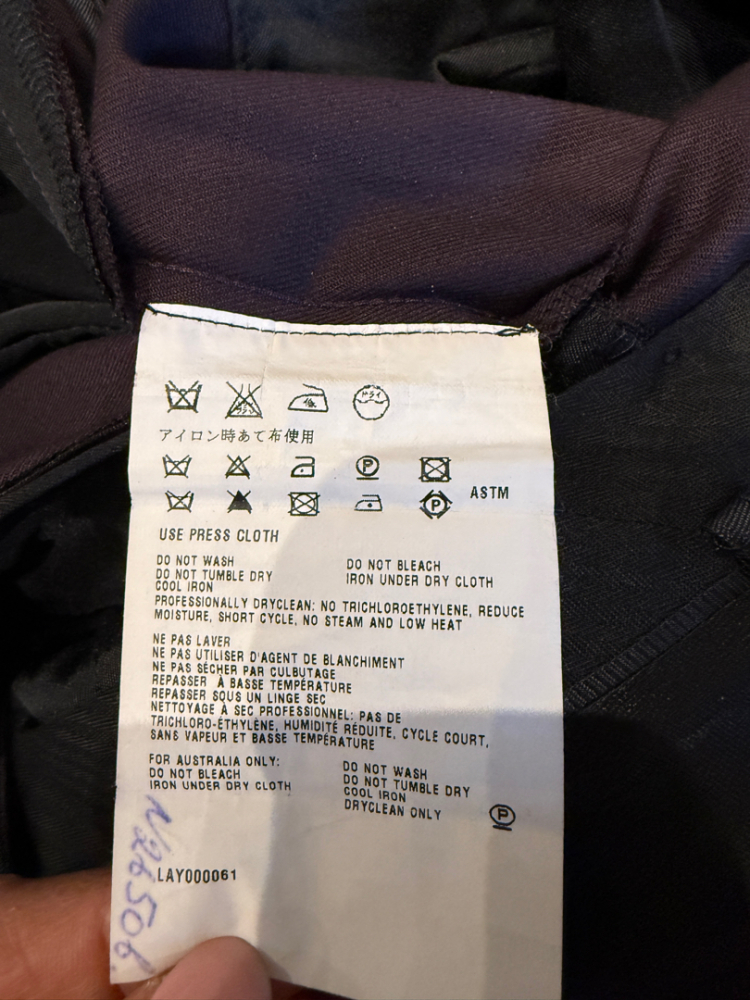 ドライ
アイロン時あて布使用
P
P
ASTM
USE PRESS CLOTH
DO NOT WASH
DO NOT BLEACH
DO NOT TUMBLE DRY
IRON UNDER DRY CLOTH
COOL IRON
PROFESSIONALLY DRYCLEAN: NO TRICHLOROETHYLENE, REDUCE
MOISTURE, SHORT CYCLE, NO STEAM AND LOW HEAT
NE PAS LAVER
NE PAS UTILISER D'AGENT DE BLANCHIMENT
NE PAS SÉCHER PAR CULBUTAGE
REPASSER À BASSE TEMPÉRATURE
REPASSER SOUS UN LINGE SEC
NETTOYAGE À SEC PROFESSIONNEL: PAS DE
TRICHLORO-ÉTHYLÈNE, HUMIDITÉ RÉDUITE, CYCLE COURT,
SANS VAPEUR ET BASSE TEMPÉRATURE
FOR AUSTRALIA ONLY:
DO NOT BLEACH
IRON UNDER DRY CLOTH
DO NOT WASH
DO NOT TUMBLE DRY
COOL IRON
DRYCLEAN ONLY
P
LAY000061